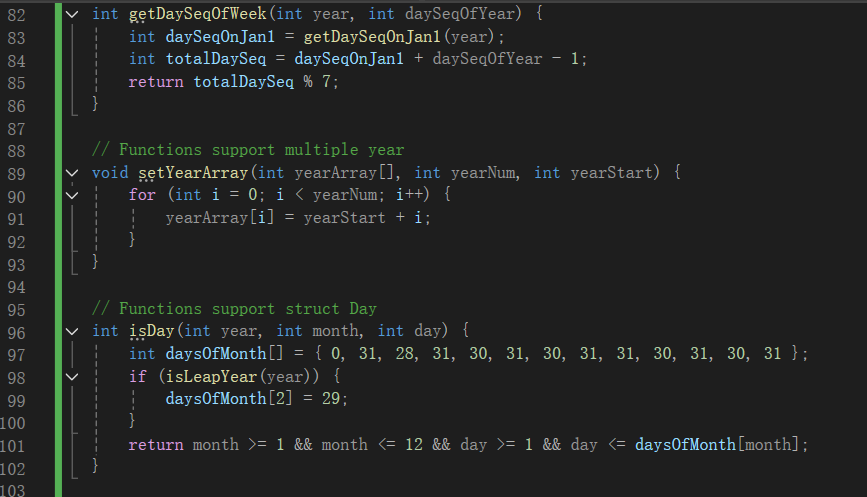 82 int getDaySeqOfWeek(int year, int daySeqOfYear) {
83     int daySeqOnJan1 = getDaySeqOnJan1(year);
84     int totalDaySeq = daySeqOnJan1 + daySeqOfYear - 1;
85     return totalDaySeq % 7;
86 }
87
88 // Functions support multiple year
89 void setYearArray(int yearArray[], int yearNum, int yearStart) {
90     for (int i = 0; i < yearNum; i++) {
91         yearArray[i] = yearStart + i;
92     }
93 }
94
95 // Functions support struct Day
96 int isDay(int year, int month, int day) {
97     int daysOfMonth[] = { 0, 31, 28, 31, 30, 31, 30, 31, 31, 30, 31, 30, 31 };
98     if (isLeapYear(year)) {
99         daysOfMonth[2] = 29;
100     }
101     return month >= 1 && month <= 12 && day >= 1 && day <= daysOfMonth[month];
102 }
103